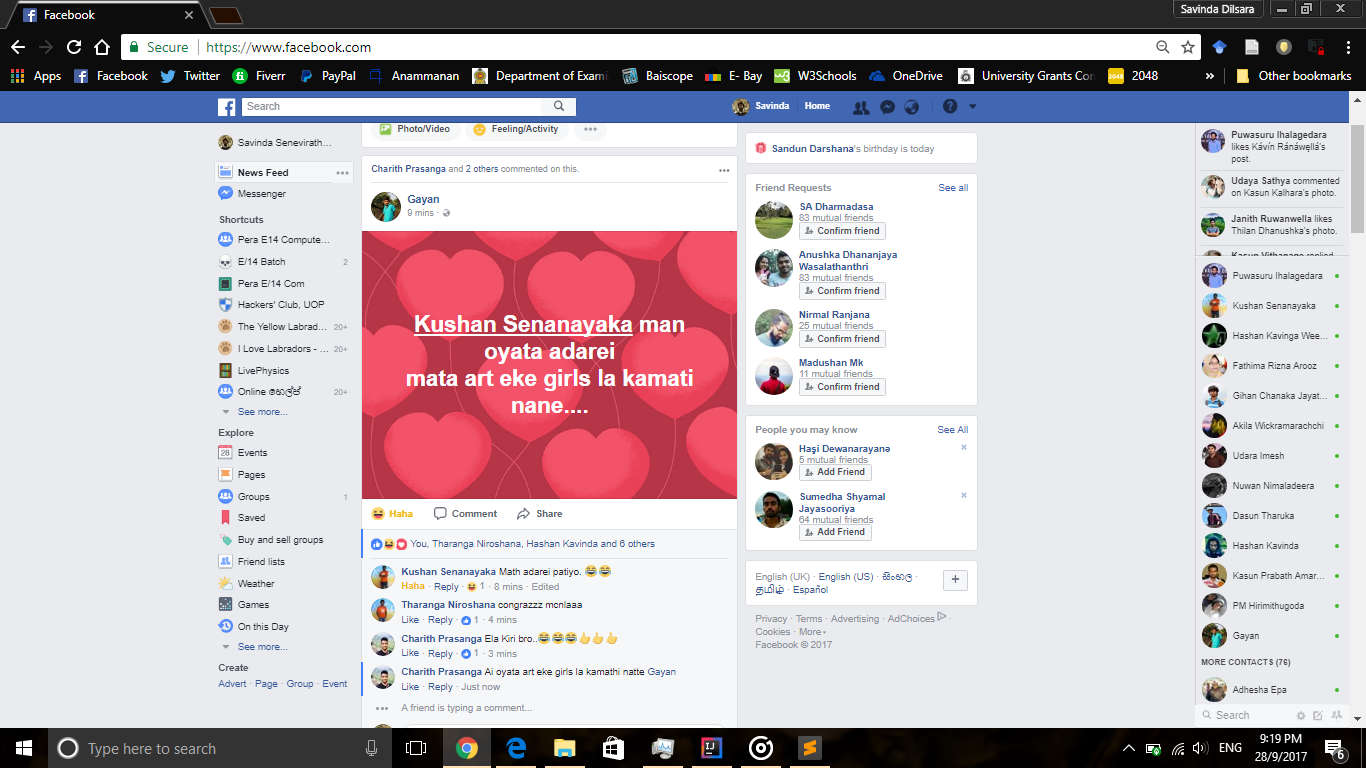 Facebook
Savinda Dilsara
Secure
https://www.facebook.com
Apps
Facebook
Twitter
Fiverr
PayPal
Anammanan
Department of Exami
Baiscope
E- Bay
W3Schools
OneDrive
University Grants Con
2048
»
Other bookmarks
Search
Savinda
Home
Savinda Senevirath...
News Feed
Messenger
Shortcuts
Pera E14 Compute...
E/14 Batch 2
Pera E/14 Com
Hackers' Club, UOP
The Yellow Labrad... 20+
I Love Labradors - ... 20+
LivePhysics
Online හෙල්ප් 20+
See more...
Explore
28 Events
Pages
Groups 1
Saved
Buy and sell groups
Friend lists
Weather
Games
On this Day
See more...
Create
Advert · Page · Group · Event
Photo/Video
Feeling/Activity
Charith Prasanga and 2 others commented on this.
Gayan
9 mins ·
Kushan Senanayaka man
oyata adarei
mata art eke girls la kamati
nane....
Haha
Comment
Share
You, Tharanga Niroshana, Hashan Kavinda and 6 others
Kushan Senanayaka Math adarei patiyo. 😂😂
Haha · Reply · 1 · 8 mins · Edited
Tharanga Niroshana congrazzz mcnlaaa
Like · Reply · 1 · 4 mins
Charith Prasanga Ela Kiri bro..😂😂😂👆👆👆
Like · Reply · 1 · 3 mins
Charith Prasanga Ai oyata art eke girls la kamathi natte Gayan
Like · Reply · Just now
A friend is typing a comment...
Sandun Darshana's birthday is today
Friend Requests
See all
SA Dharmadasa
83 mutual friends
Confirm friend
Anushka Dhananjaya
Wasalathanthri
83 mutual friends
Confirm friend
Nirmal Ranjana
25 mutual friends
Confirm friend
Madushan Mk
11 mutual friends
Confirm friend
People you may know
See All
Haşi Dewanarayanə
5 mutual friends
Add Friend
Sumedha Shyamal
Jayasooriya
64 mutual friends
Add Friend
English (UK) · English (US) · සිංහල ·
தமிழ் · Español
Privacy · Terms · Advertising · AdChoices ·
Cookies · More
Facebook © 2017
Puwasuru Ihalagedara
likes Kávín Ránáwęllá's
post.
Udaya Sathya commented
on Kasun Kalhara's photo.
Janith Ruwanwella likes
Thilan Dhanushka's photo.
Kasun Vithanage replied
Puwasuru Ihalagedara
Kushan Senanayaka
Hashan Kavinga Wee...
Fathima Rizna Arooz
Gihan Chanaka Jayat...
Akila Wickramarachchi
Udara Imesh
Nuwan Nimaladeera
Dasun Tharuka
Hashan Kavinda
Kasun Prabath Amar...
PM Hirimithugoda
Gayan
MORE CONTACTS (76)
Adhesha Epa
Search
Type here to search
ENG
9:19 PM
28/9/2017
6